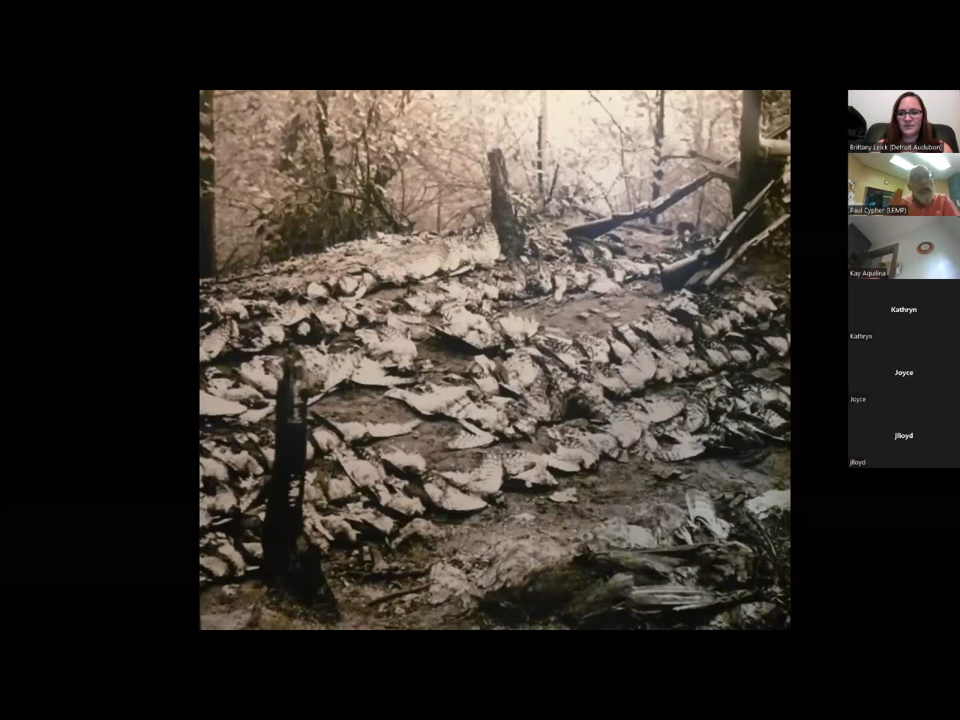 Brittany Leick (Detroit Audubon)
Paul Cypher (LEMP)
Kay Aquilina
Kathryn
Kathryn
Joyce
Joyce
jlloyd
jlloyd